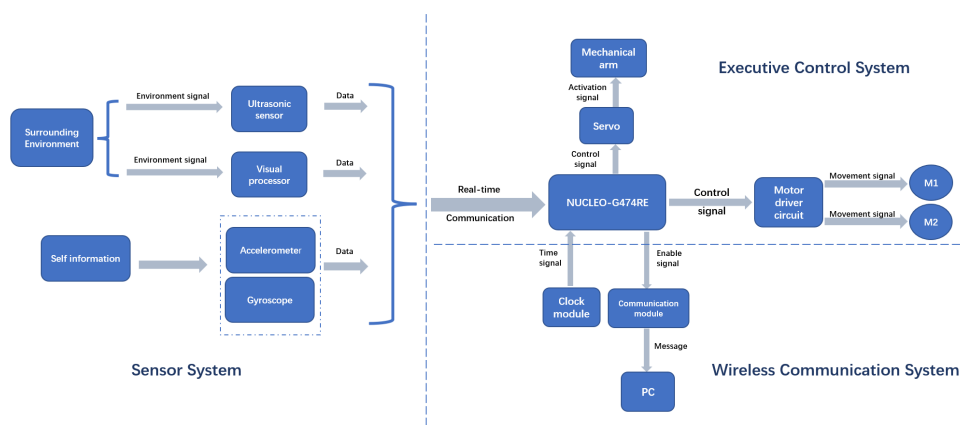 Surrounding
Environment
Environment signal
Ultrasonic
sensor
Data
Environment signal
Visual
processor
Data
Self information
Accelerometer
Gyroscope
Data
Sensor System
Real-time
Communication
Executive Control System
Mechanical
arm
Activation
signal
Servo
Control
signal
NUCLEO-G474RE
Control
signal
Motor
driver
circuit
Movement signal
M1
Movement signal
M2
Time
signal
Enable
signal
Clock
module
Communication
module
Message
PC
Wireless Communication System